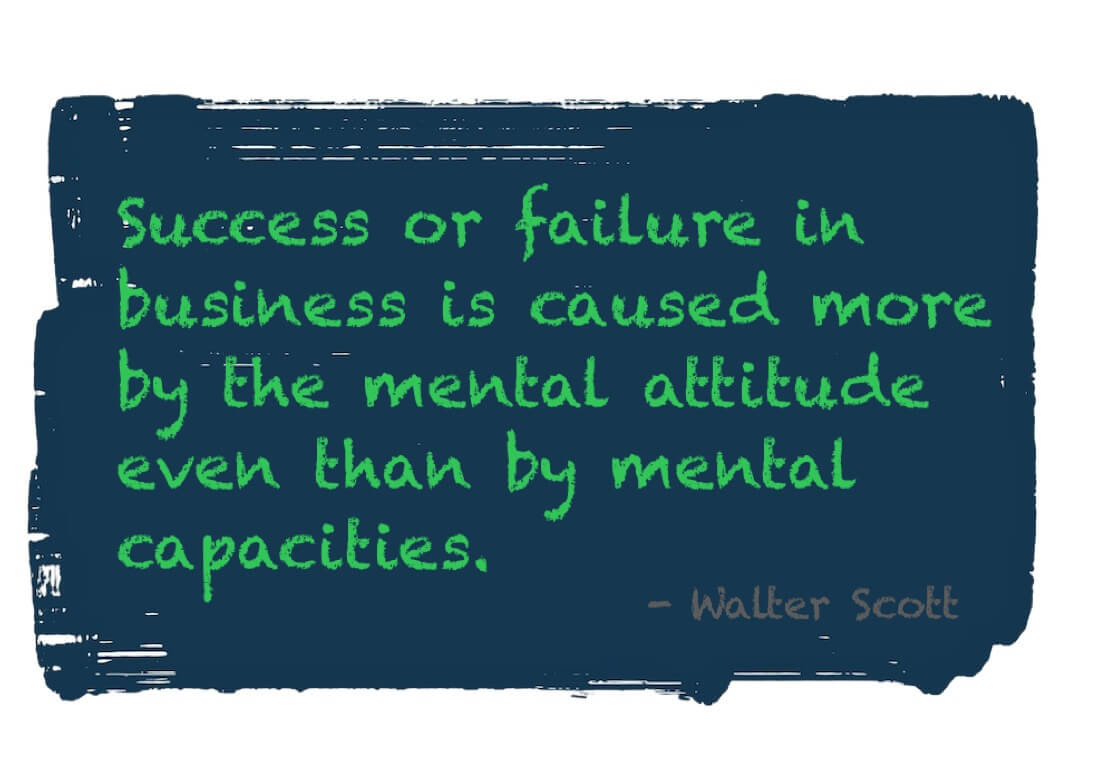 Success or failure in
business is caused more
by the mental attitude
even than by mental
capacities.
- Walter Scott